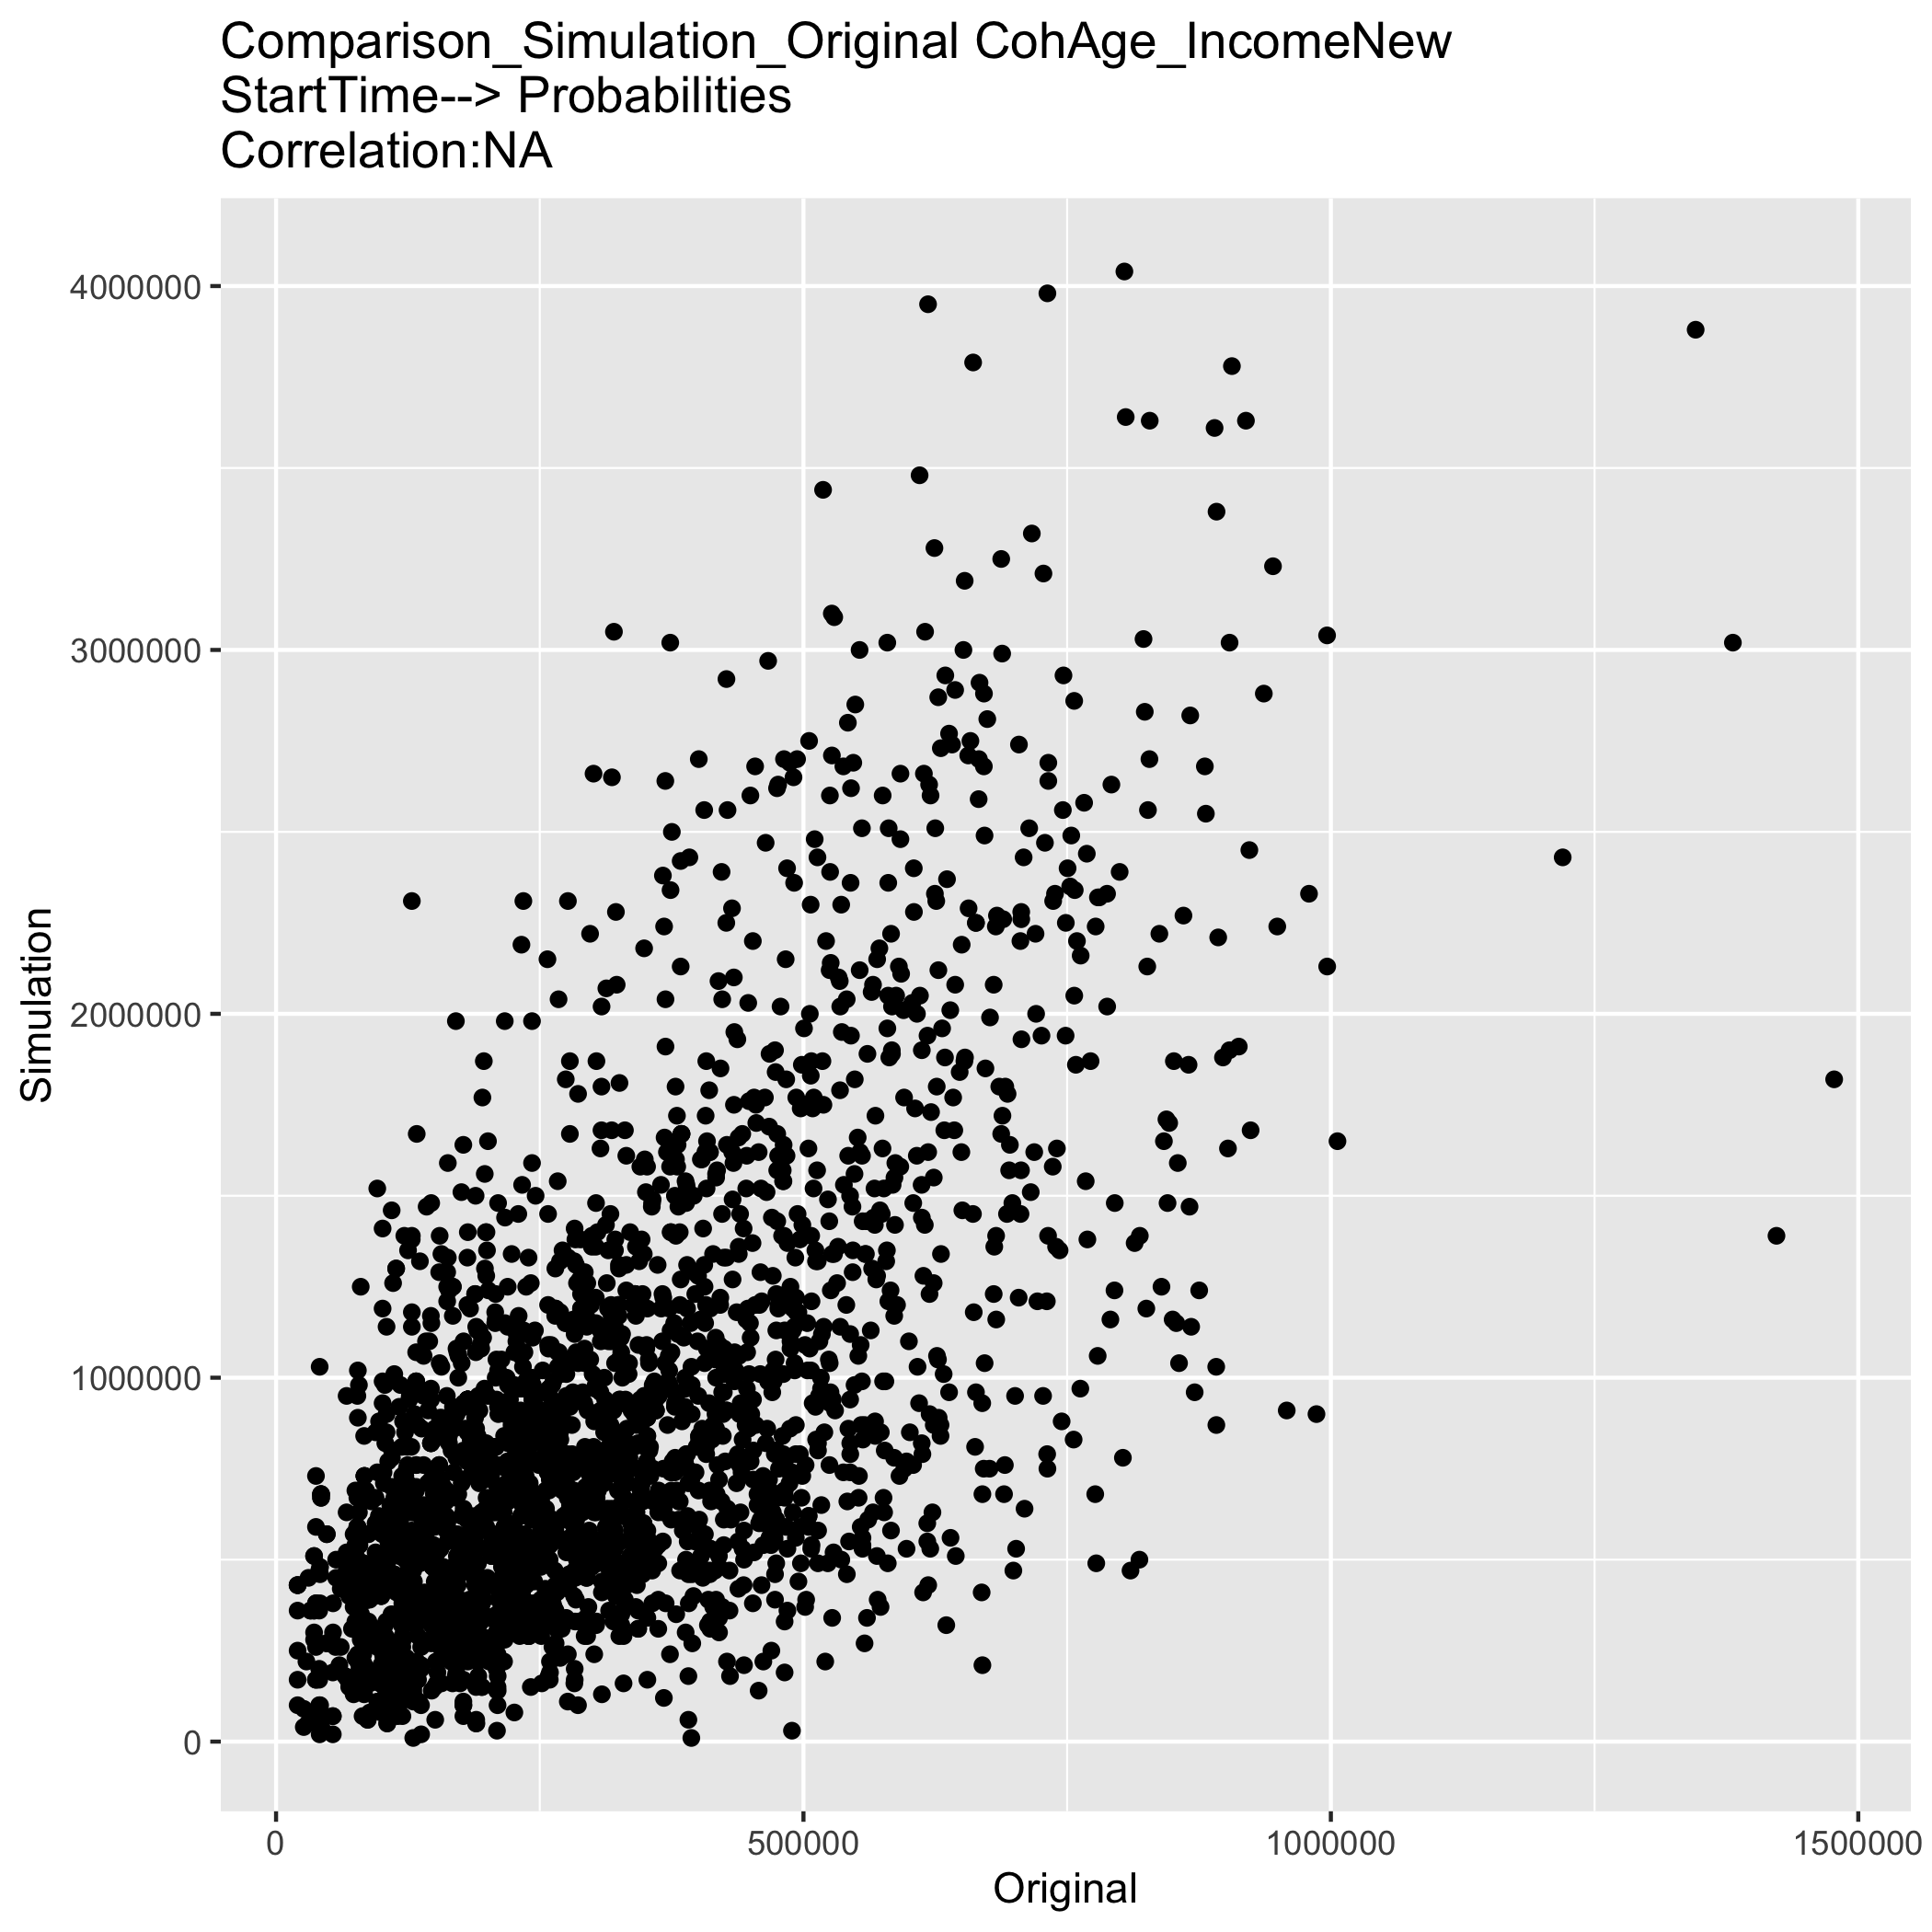 Comparison_Simulation_Original CohAge_IncomeNew
StartTime--> Probabilities
Correlation:NA
4000000
3000000
2000000
1000000
0
Simulation
0 500000 1000000 1500000
Original